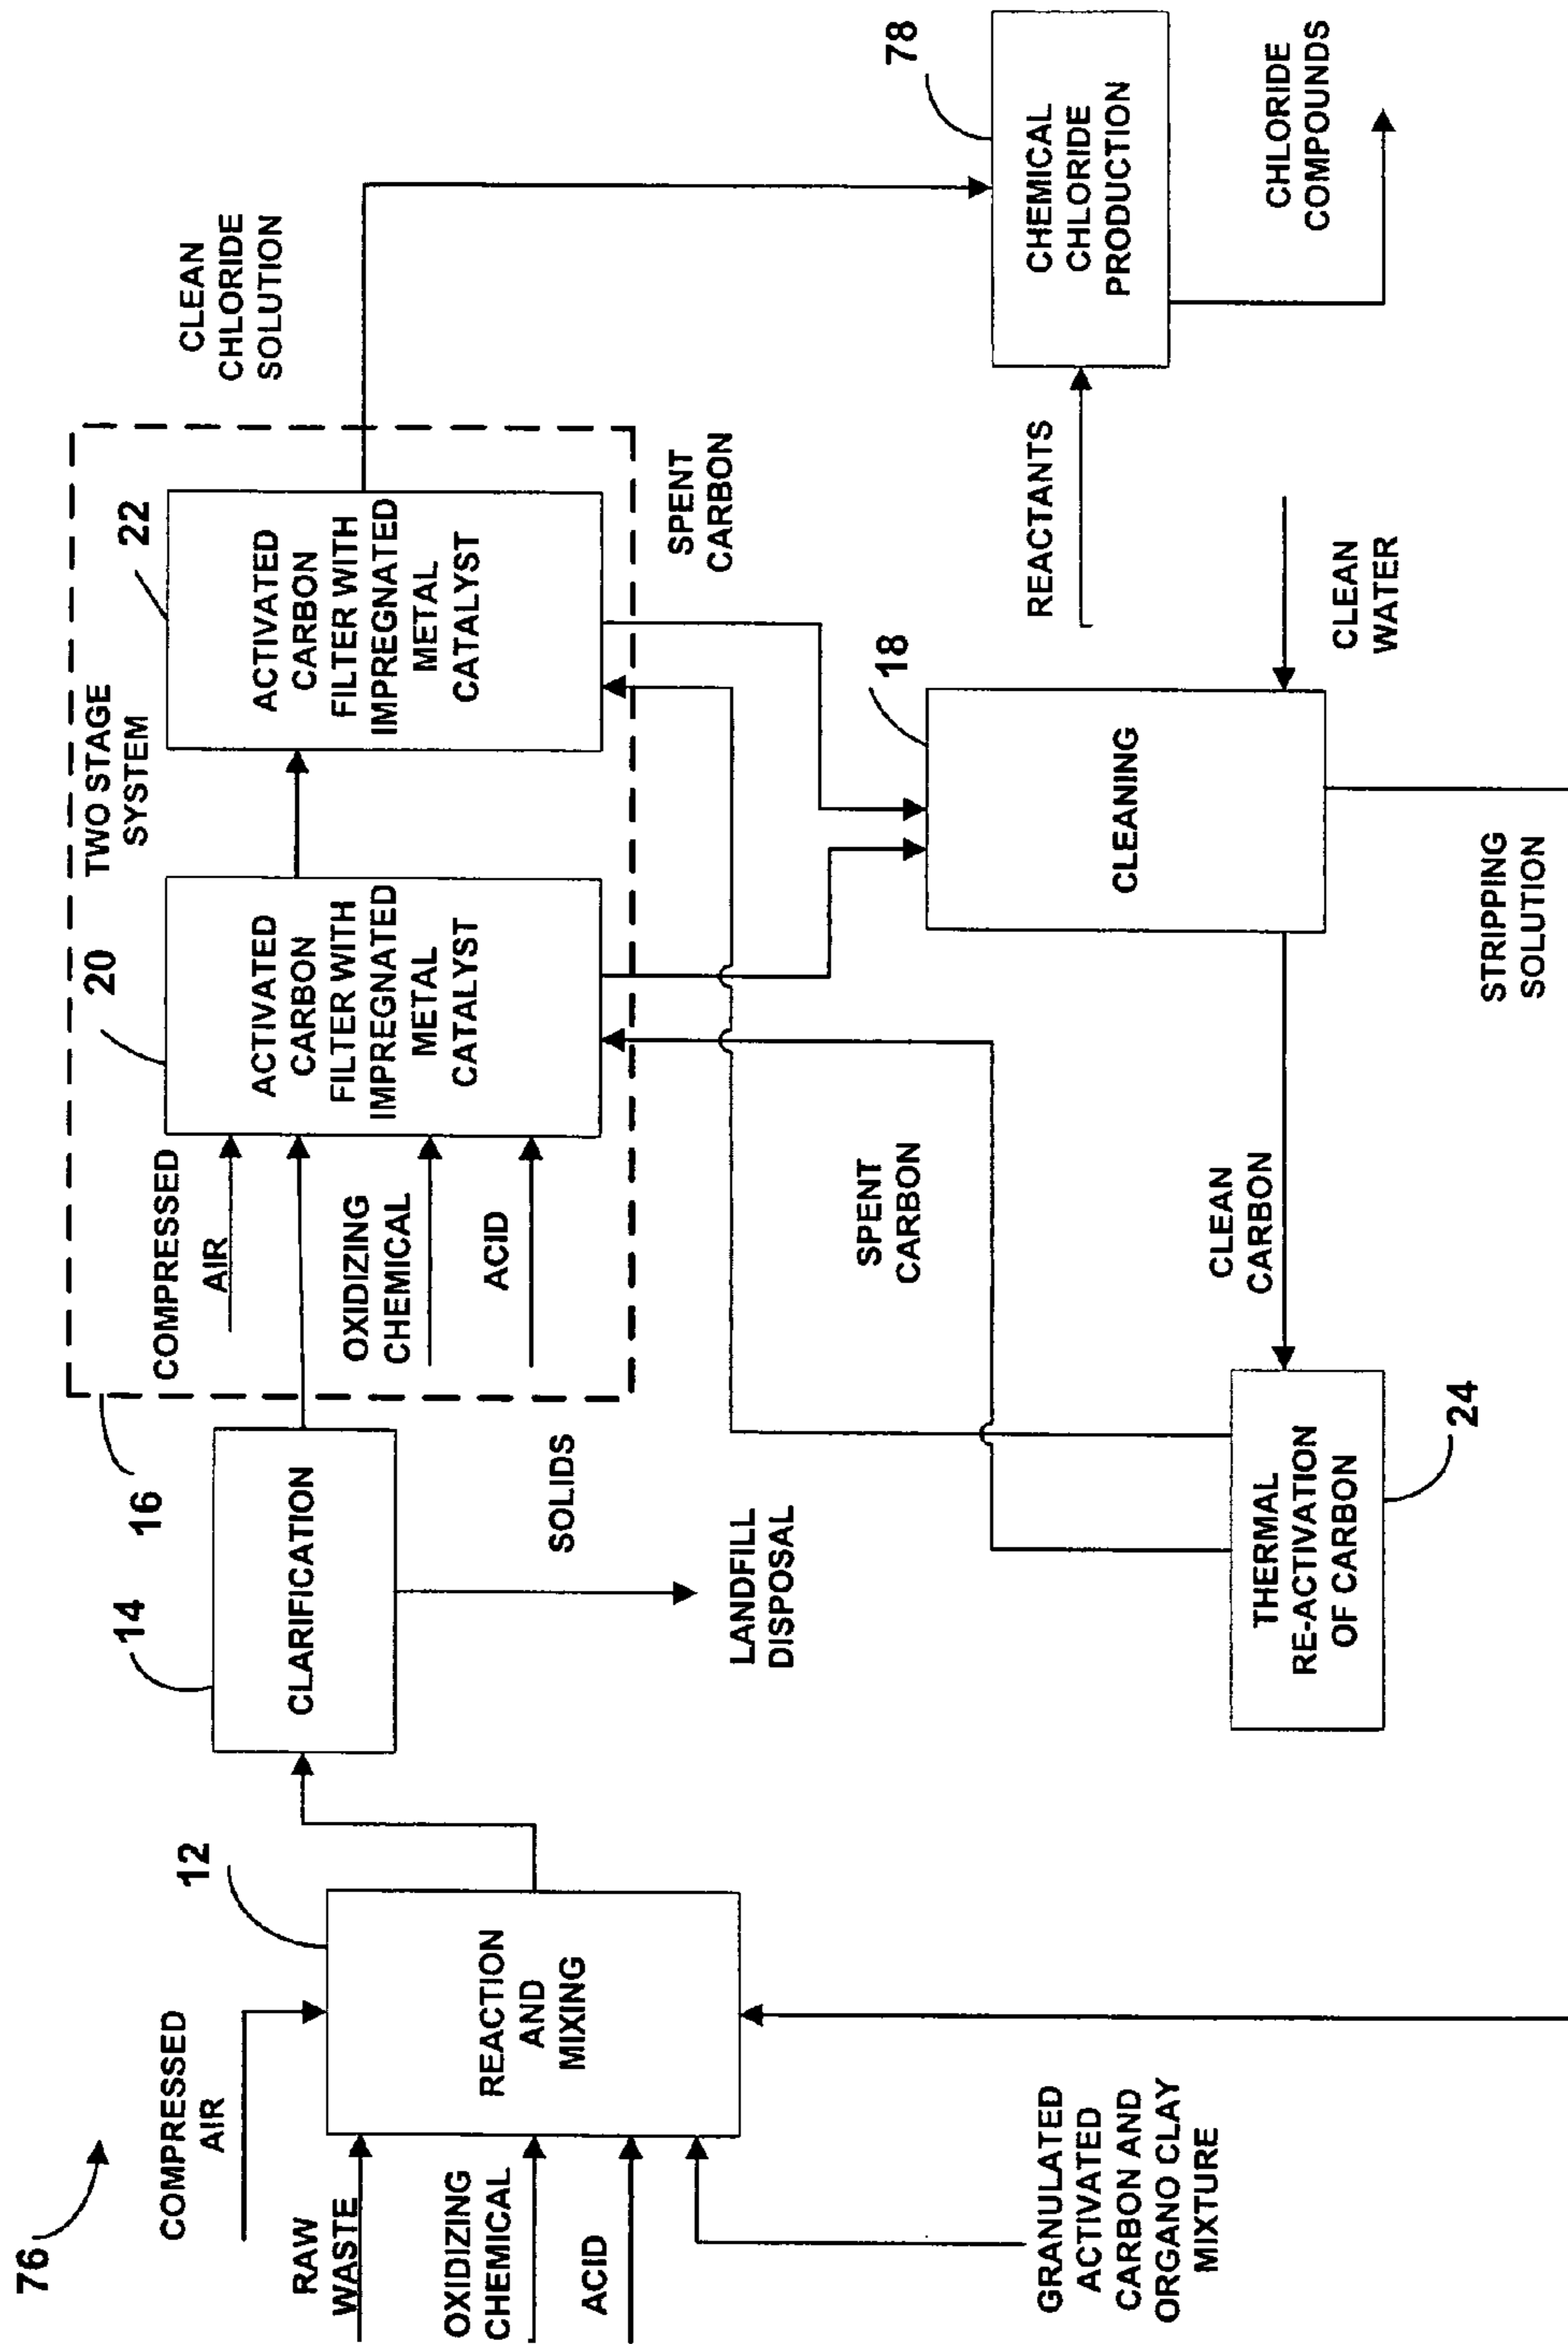 76
COMPRESSED
AIR
RAW
WASTE
OXIDIZING
CHEMICAL
ACID
GRANULATED
ACTIVATED
CARBON AND
ORGANO CLAY
MIXTURE
12
REACTION
AND
MIXING
14
CLARIFICATION
SOLIDS
LANDFILL
DISPOSAL
16
TWO STAGE
SYSTEM
COMPRESSED
AIR
OXIDIZING
CHEMICAL
ACID
20
ACTIVATED
CARBON
FILTER WITH
IMPREGNATED
METAL
CATALYST
22
ACTIVATED
CARBON
FILTER WITH
IMPREGNATED
METAL
CATALYST
CLEAN
CHLORIDE
SOLUTION
SPENT
CARBON
SPENT
CARBON
THERMAL
RE-ACTIVATION
OF CARBON
24
CLEAN
CARBON
18
CLEANING
CLEAN
WATER
STRIPPING
SOLUTION
REACTANTS
78
CHEMICAL
CHLORIDE
PRODUCTION
CHLORIDE
COMPOUNDS